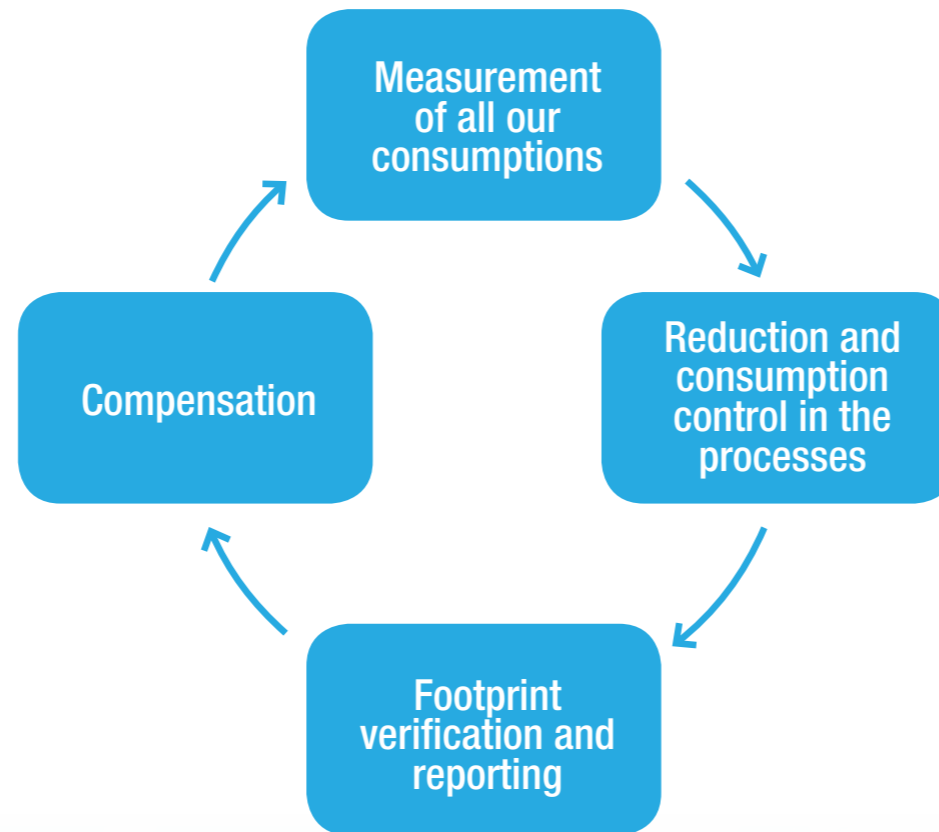 Measurement
of all our
consumptions
Reduction and
consumption
control in the
processes
Footprint
verification and
reporting
Compensation